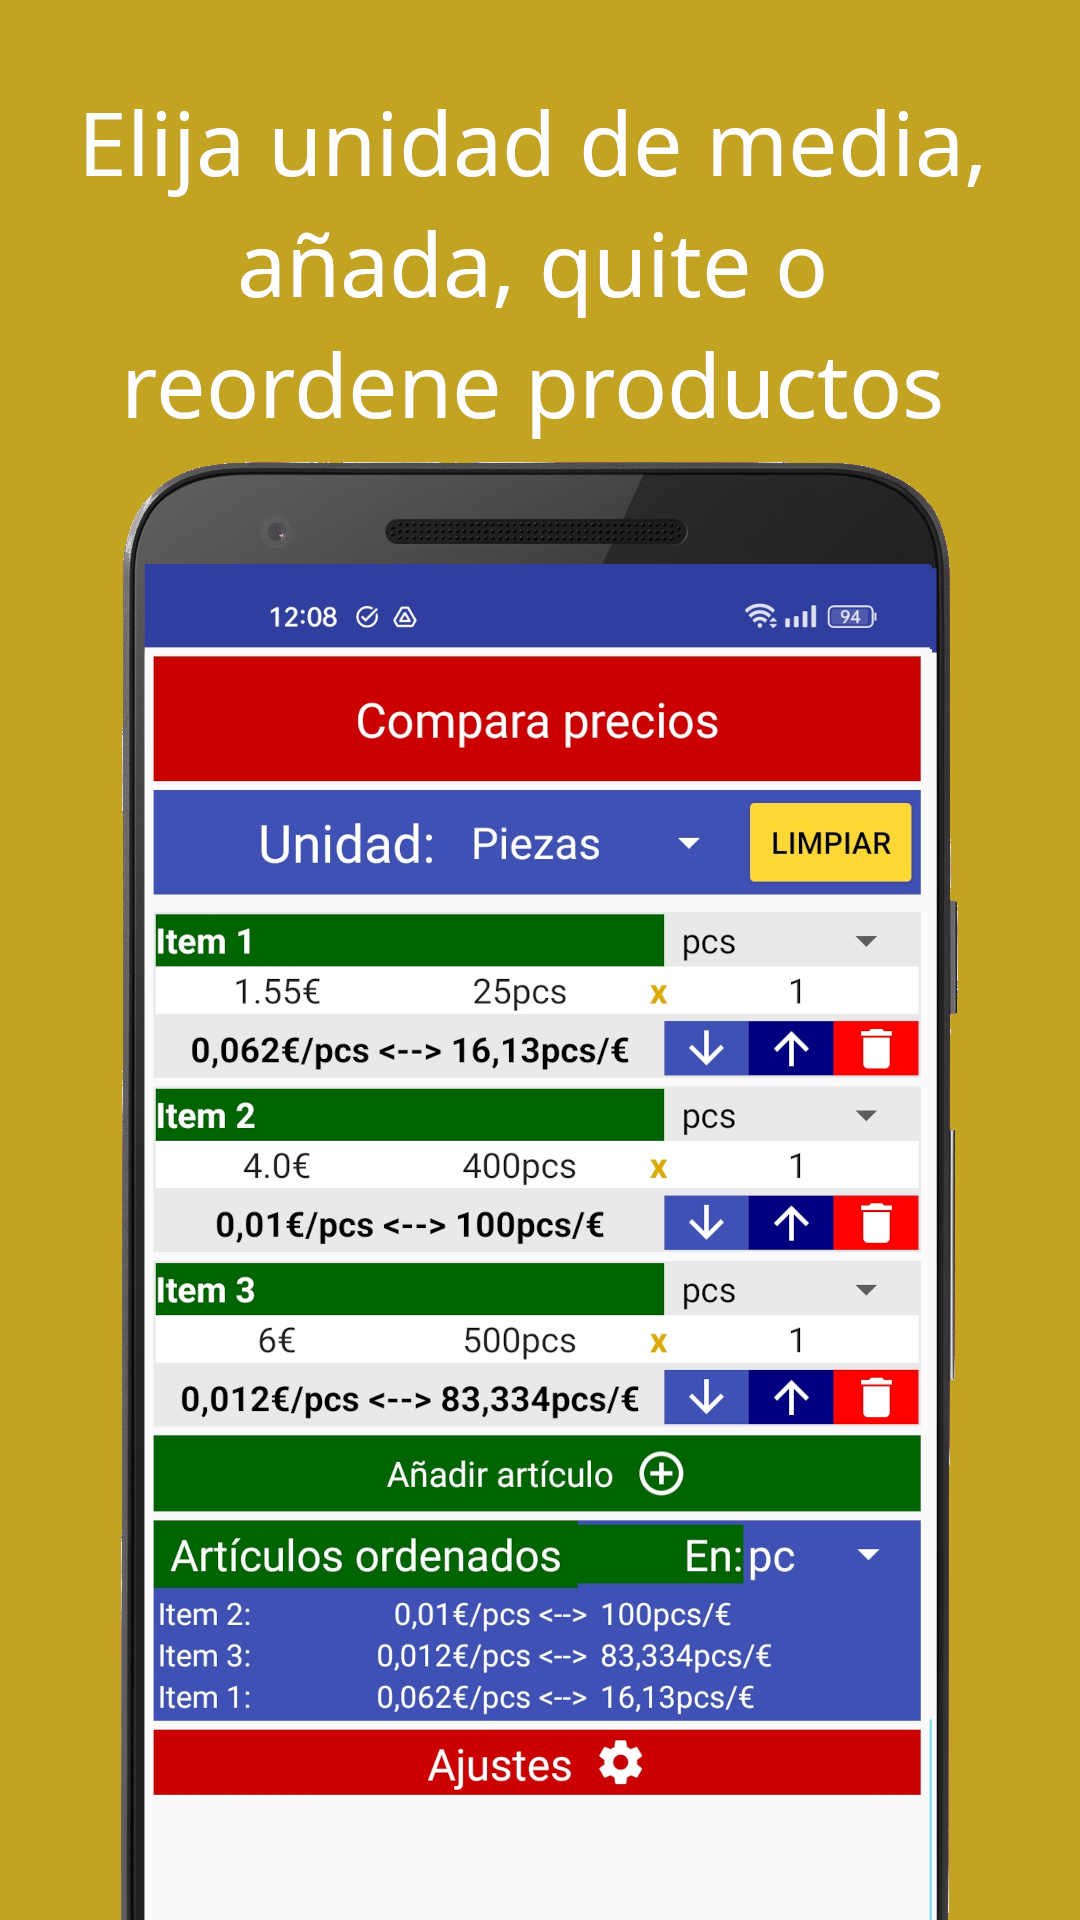 Elija unidad de media,
añada, quite o
reordene productos
12:08 94
Compara precios
Unidad: Piezas LIMPIAR
Item 1 pcs
1.55€ 25pcs x 1
0,062€/pcs <--> 16,13pcs/€
Item 2 pcs
4.0€ 400pcs x 1
0,01€/pcs <--> 100pcs/€
Item 3 pcs
6€ 500pcs x 1
0,012€/pcs <--> 83,334pcs/€
Añadir artículo
Artículos ordenados En: pc
Item 2: 0,01€/pcs <--> 100pcs/€
Item 3: 0,012€/pcs <--> 83,334pcs/€
Item 1: 0,062€/pcs <--> 16,13pcs/€
Ajustes